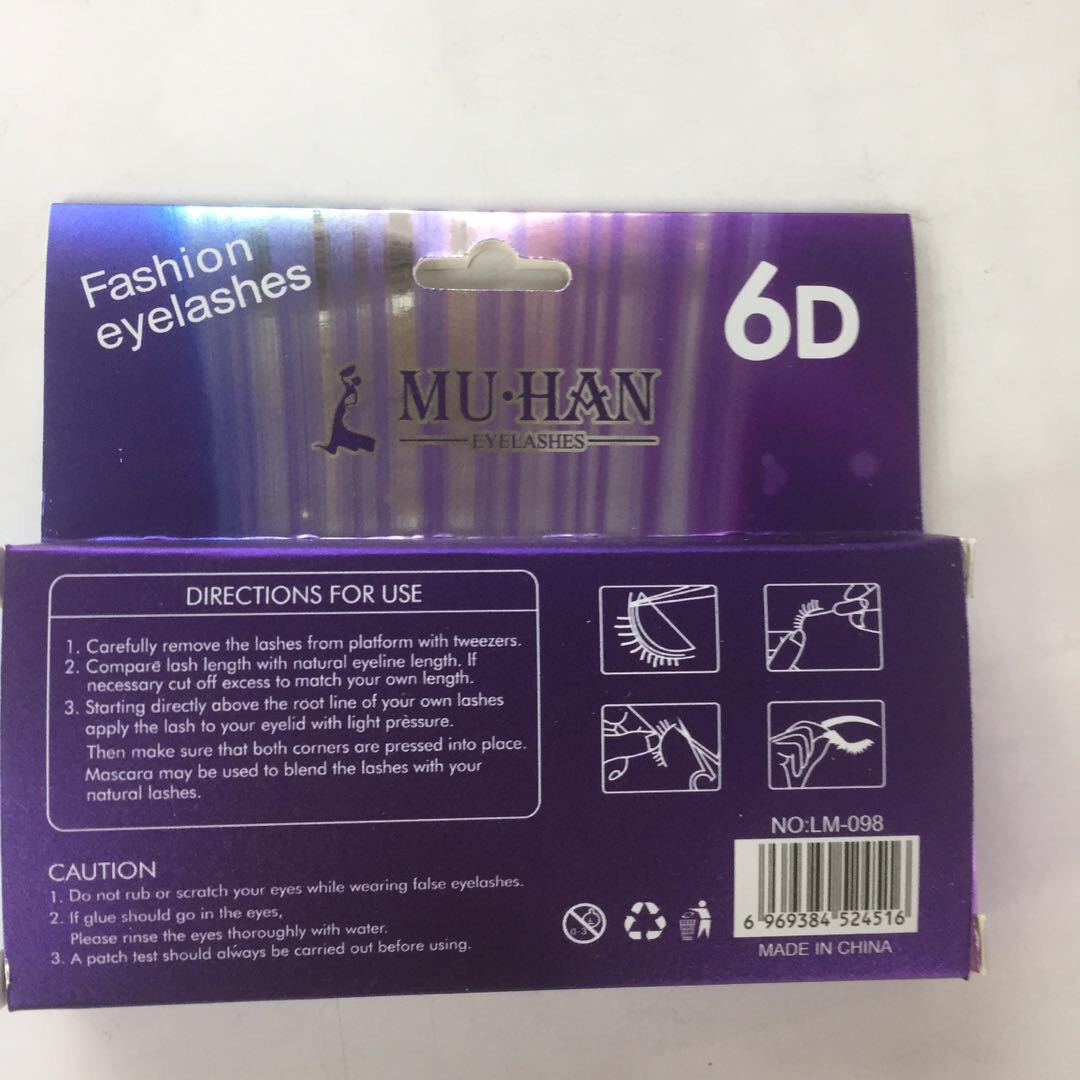 Fashion
eyelashes
6D
MU·HAN
EYELASHES
DIRECTIONS FOR USE
1. Carefully remove the lashes from platform with tweezers.
2. Compare lash length with natural eyeline length. If
necessary cut off excess to match your own length.
3. Starting directly above the root line of your own lashes
apply the lash to your eyelid with light pressure.
Then make sure that both corners are pressed into place.
Mascara may be used to blend the lashes with your
natural lashes.
CAUTION
1. Do not rub or scratch your eyes while wearing false eyelashes.
2. If glue should go in the eyes,
Please rinse the eyes thoroughly with water.
3. A patch test should always be carried out before using.
0-3
NO:LM-098
6 969384 524516
MADE IN CHINA